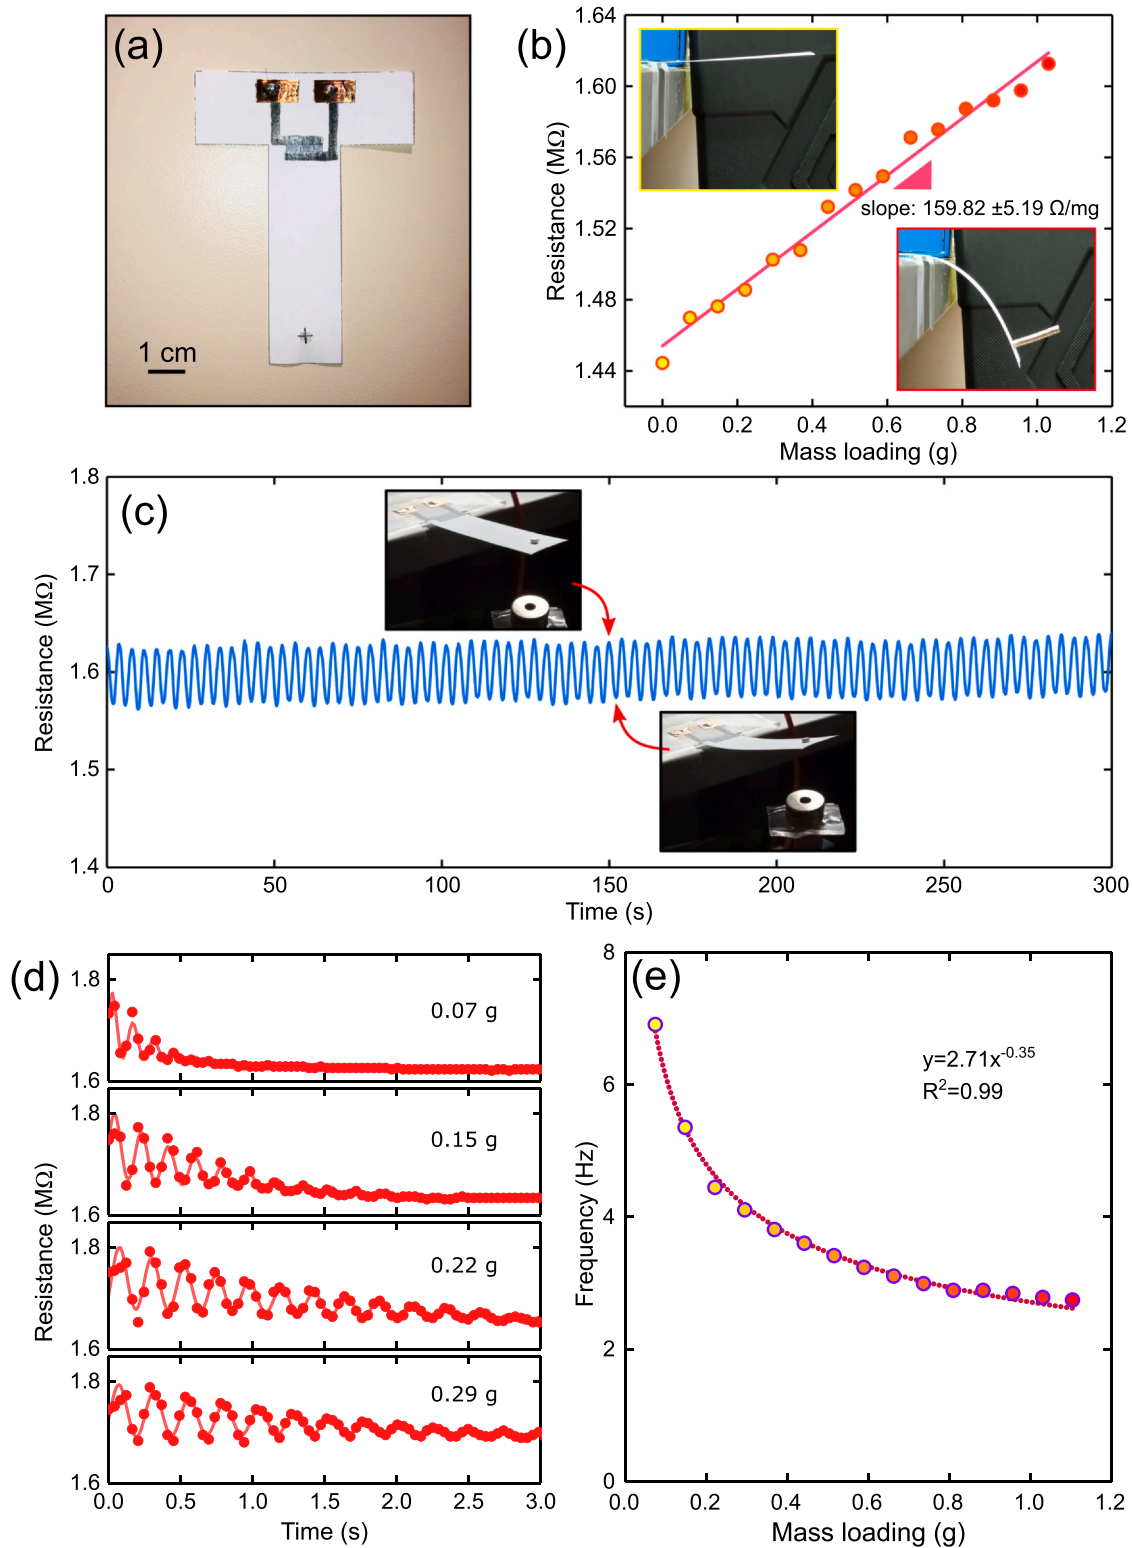 (a)
1 cm
(b)
1.64
1.60
1.56
1.52
1.48
1.44
Resistance (MΩ)
slope: 159.82 ±5.19 Ω/mg
0.0 0.2 0.4 0.6 0.8 1.0 1.2
Mass loading (g)
(c)
1.8
1.7
1.6
1.5
1.4
Resistance (MΩ)
0 50 100 150 200 250 300
Time (s)
(d)
1.8
0.07 g
1.6
1.8
0.15 g
1.6
1.8
0.22 g
1.6
1.8
0.29 g
1.6
Resistance (MΩ)
0.0 0.5 1.0 1.5 2.0 2.5 3.0
Time (s)
(e)
8
6
4
2
0
Frequency (Hz)
y=2.71x^-0.35
R²=0.99
0.0 0.2 0.4 0.6 0.8 1.0 1.2
Mass loading (g)